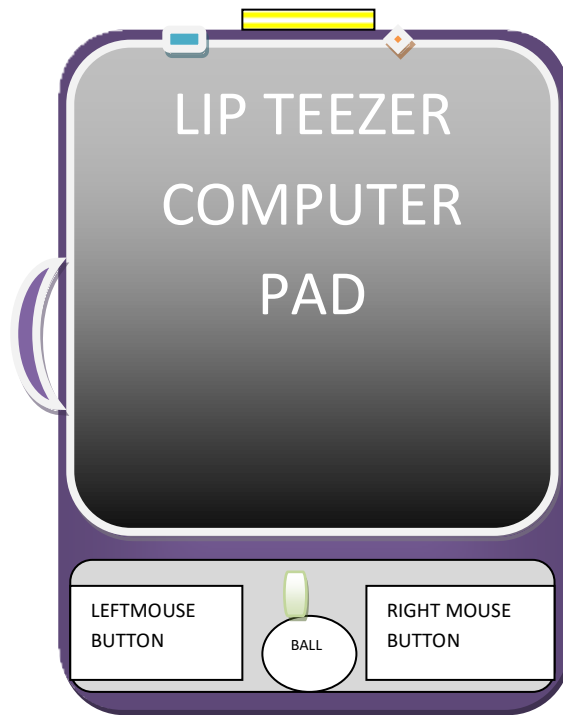 LIP TEEZER
COMPUTER
PAD
LEFTMOUSE
BUTTON
BALL
RIGHT MOUSE
BUTTON